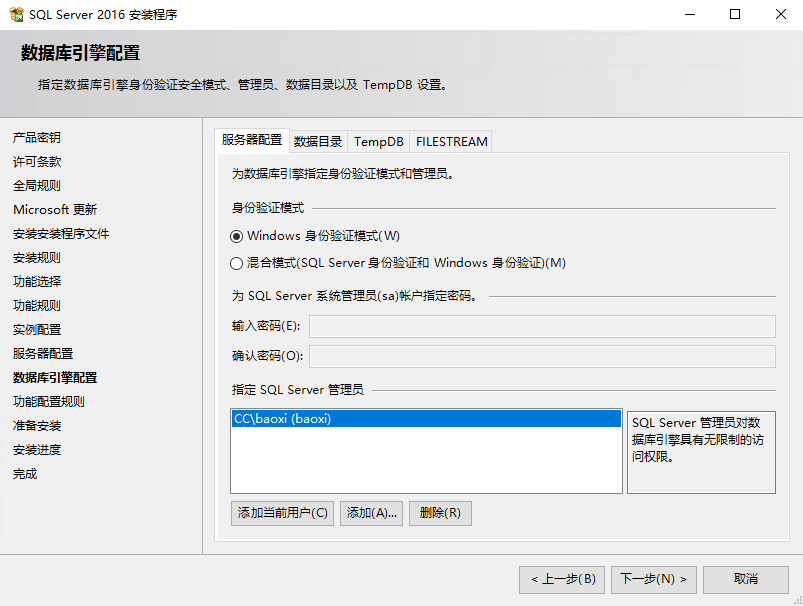 SQL Server 2016 安装程序
数据库引擎配置
指定数据库引擎身份验证安全模式、管理员、数据目录以及 TempDB 设置。
产品密钥
许可条款
全局规则
Microsoft 更新
安装安装程序文件
安装规则
功能选择
功能规则
实例配置
服务器配置
数据库引擎配置
功能配置规则
准备安装
安装进度
完成
服务器配置 数据目录 TempDB FILESTREAM
为数据库引擎指定身份验证模式和管理员。
身份验证模式
Windows 身份验证模式(W)
混合模式(SQL Server 身份验证和 Windows 身份验证)(M)
为 SQL Server 系统管理员(sa)帐户指定密码。
输入密码(E):
确认密码(O):
指定 SQL Server 管理员
CC\baoxi (baoxi)
SQL Server 管理员对数
据库引擎具有无限制的访
问权限。
添加当前用户(C) 添加(A)... 删除(R)
< 上一步(B) 下一步(N) > 取消